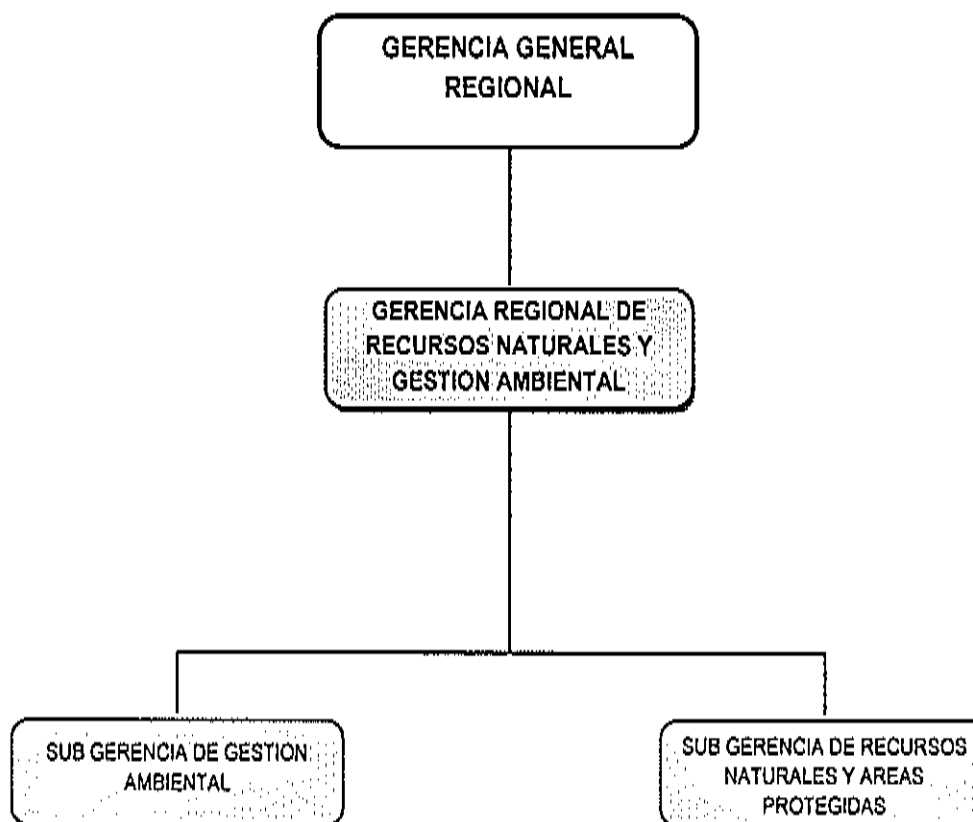 GERENCIA GENERAL
REGIONAL
GERENCIA REGIONAL DE
RECURSOS NATURALES Y
GESTION AMBIENTAL
SUB GERENCIA DE GESTION
AMBIENTAL
SUB GERENCIA DE RECURSOS
NATURALES Y AREAS
PROTEGIDAS